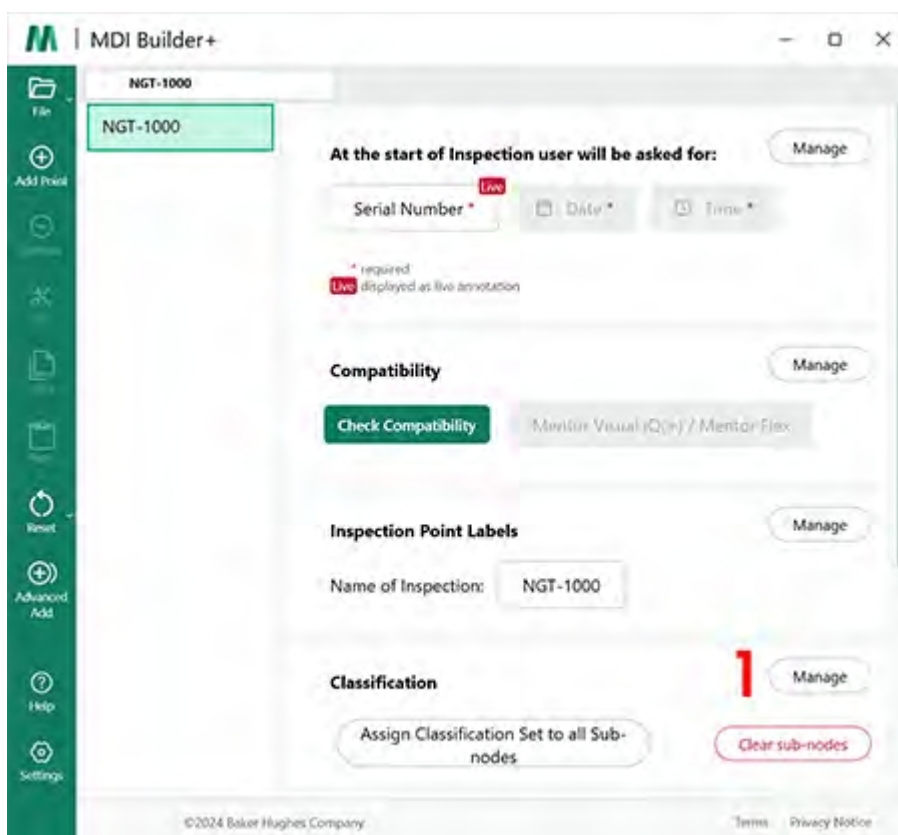 MDI Builder+
File
NGT-1000
NGT-1000
Add Point
Reset
Advanced
Add
Help
Settings
At the start of Inspection user will be asked for:
Manage
Live
Serial Number *
Date *
Time *
* required
Live displayed as live annotation
Compatibility
Manage
Check Compatibility
Mentor Visual iQ(+) / Mentor Flex
Inspection Point Labels
Manage
Name of Inspection:
NGT-1000
Classification
1
Manage
Assign Classification Set to all Sub-
nodes
Clear sub-nodes
©2024 Baker Hughes Company
Terms
Privacy Notice